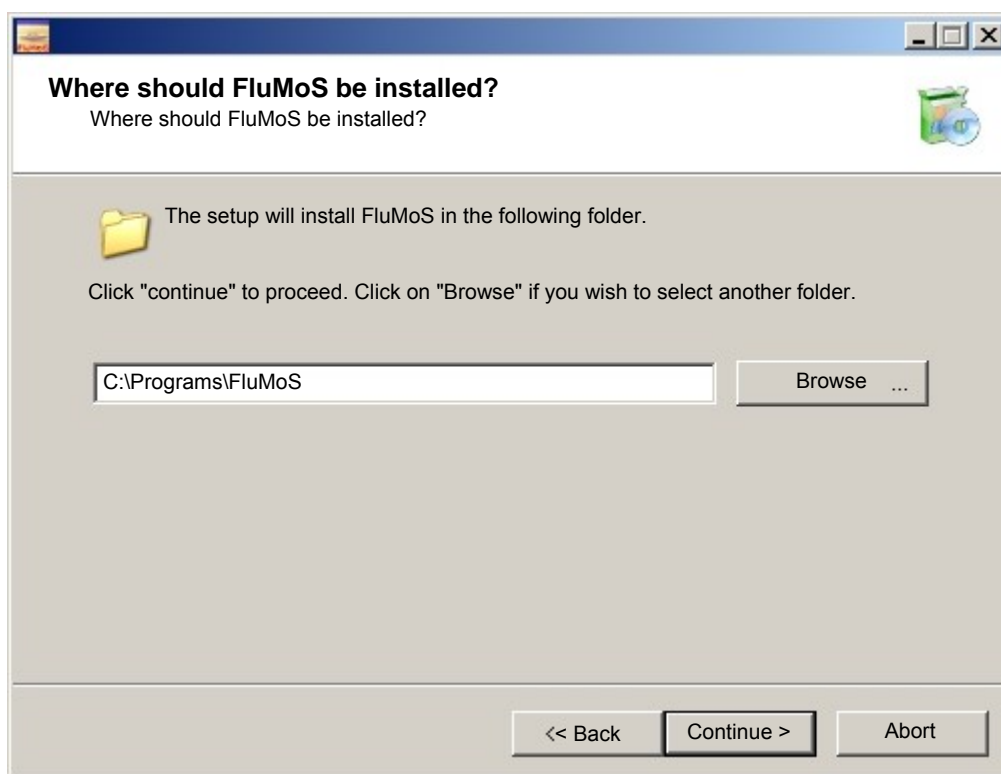 Where should FluMoS be installed?
Where should FluMoS be installed?
The setup will install FluMoS in the following folder.
Click "continue" to proceed. Click on "Browse" if you wish to select another folder.
C:\Programs\FluMoS
Browse ...
<< Back
Continue >
Abort